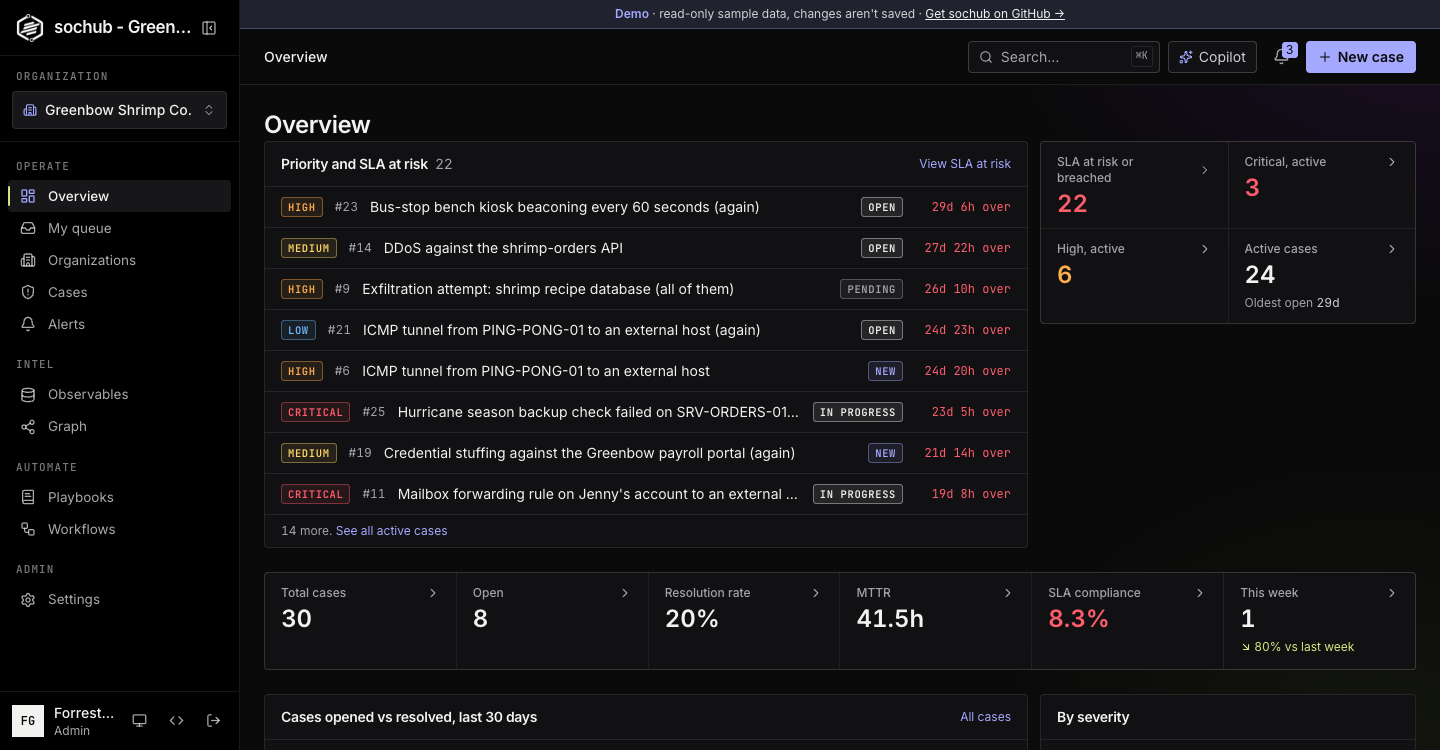 sochub - Green...
Demo · read-only sample data, changes aren't saved · Get sochub on GitHub →
ORGANIZATION
Greenbow Shrimp Co.
OPERATE
Overview
My queue
Organizations
Cases
Alerts
INTEL
Observables
Graph
AUTOMATE
Playbooks
Workflows
ADMIN
Settings
FG
Forrest...
Admin
Overview
Search...
⌘K
Copilot
3
+ New case
Overview
Priority and SLA at risk 22
View SLA at risk
HIGH #23 Bus-stop bench kiosk beaconing every 60 seconds (again) OPEN 29d 6h over
MEDIUM #14 DDoS against the shrimp-orders API OPEN 27d 22h over
HIGH #9 Exfiltration attempt: shrimp recipe database (all of them) PENDING 26d 10h over
LOW #21 ICMP tunnel from PING-PONG-01 to an external host (again) OPEN 24d 23h over
HIGH #6 ICMP tunnel from PING-PONG-01 to an external host NEW 24d 20h over
CRITICAL #25 Hurricane season backup check failed on SRV-ORDERS-01... IN PROGRESS 23d 5h over
MEDIUM #19 Credential stuffing against the Greenbow payroll portal (again) NEW 21d 14h over
CRITICAL #11 Mailbox forwarding rule on Jenny's account to an external ... IN PROGRESS 19d 8h over
14 more. See all active cases
SLA at risk or
breached
22
Critical, active
3
High, active
6
Active cases
24
Oldest open 29d
Total cases
30
Open
8
Resolution rate
20%
MTTR
41.5h
SLA compliance
8.3%
This week
1
↘ 80% vs last week
Cases opened vs resolved, last 30 days
All cases
By severity